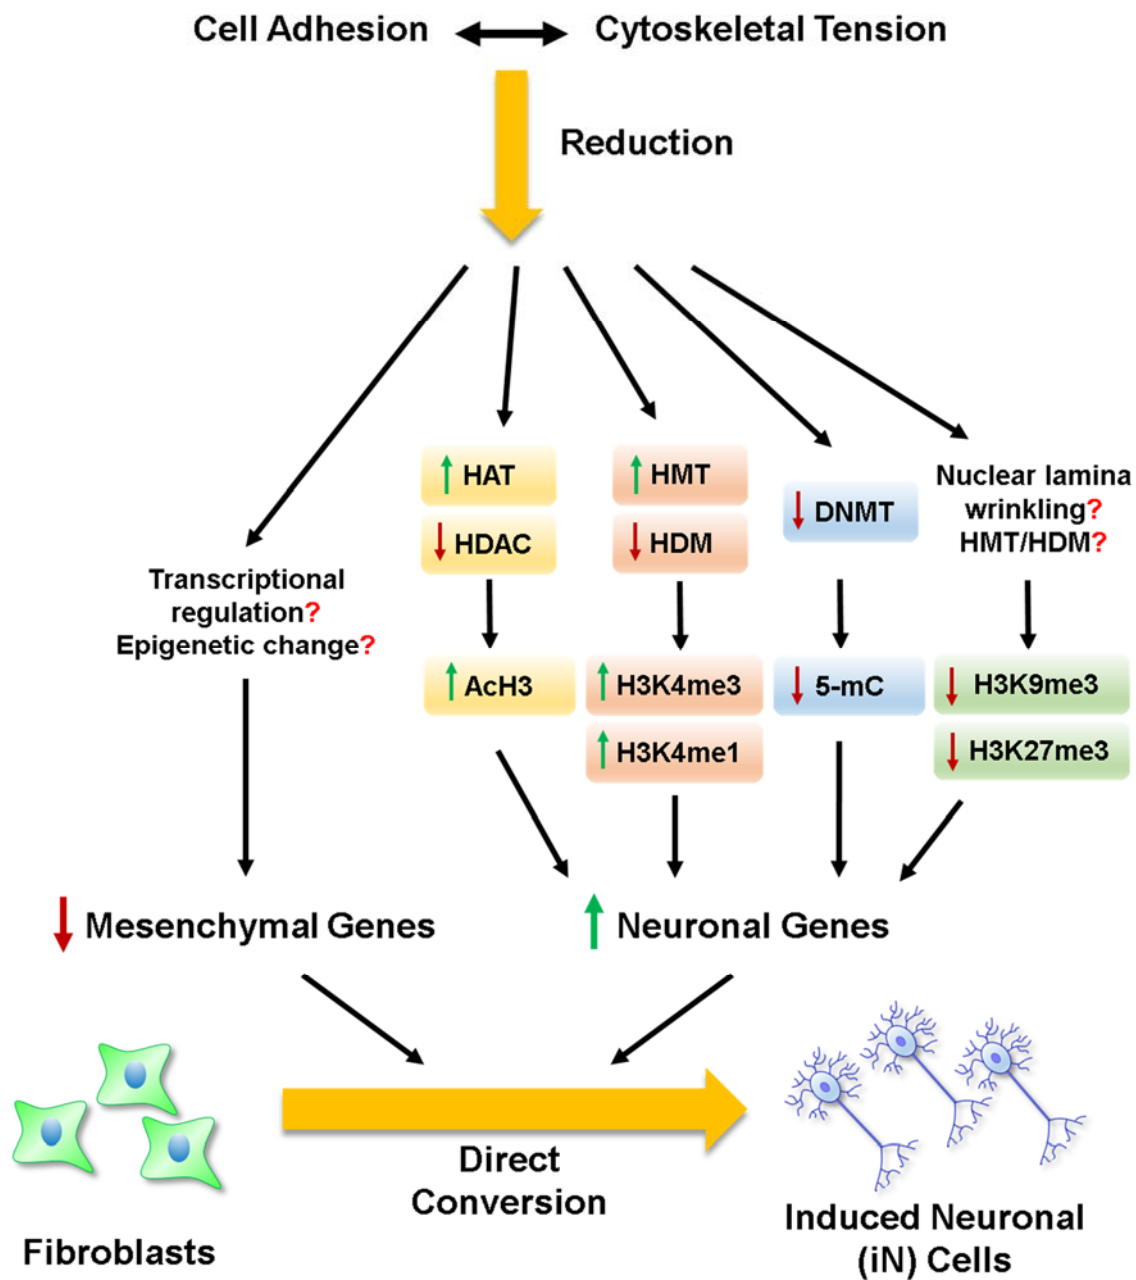 Cell Adhesion
Cytoskeletal Tension
Reduction
Transcriptional
regulation?
Epigenetic change?
HAT
HDAC
HMT
HDM
DNMT
Nuclear lamina
wrinkling?
HMT/HDM?
AcH3
H3K4me3
H3K4me1
5-mC
H3K9me3
H3K27me3
Mesenchymal Genes
Neuronal Genes
Direct
Conversion
Fibroblasts
Induced Neuronal
(iN) Cells